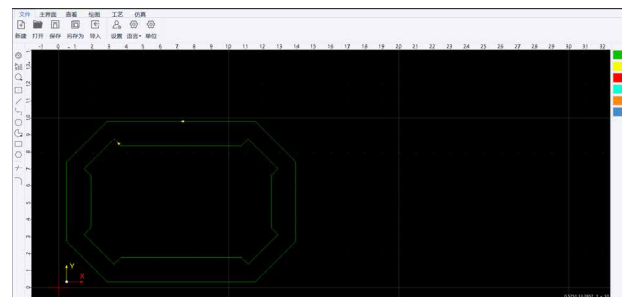 文件 主界面 查看 绘图 工艺 仿真
新建 打开 保存 另存为 导入 设置 语言 单位
-1 0 1 2 3 4 5 6 7 8 9 10 11 12 13 14 15 16 17 18 19 20 21 22 23 24 25 26 27 28 29 30 31 32
Y
X